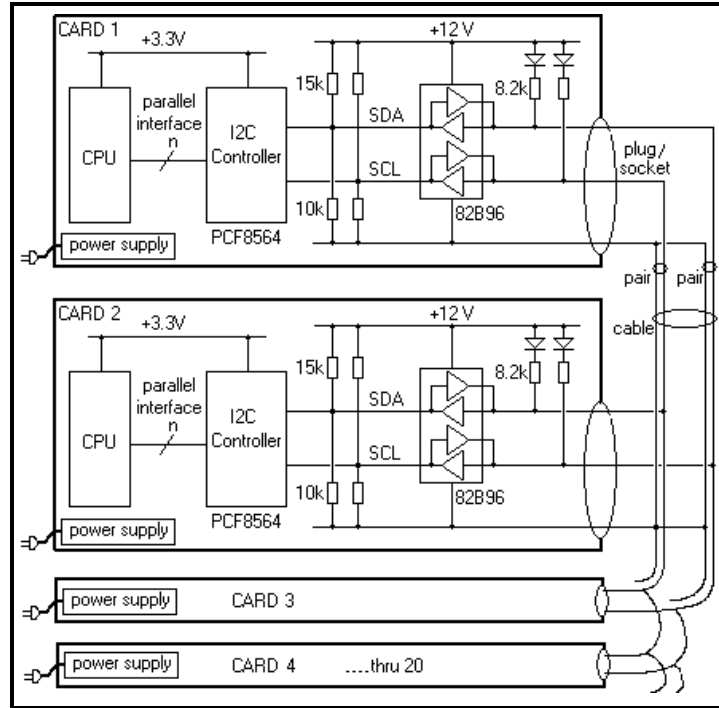 CARD 1
+3.3V
+12 V
15k
8.2k
parallel
interface
n
SDA
CPU
I2C
Controller
plug/
socket
SCL
10k
82B96
PCF8564
power supply
pair
pair
CARD 2
+3.3V
+12 V
cable
15k
8.2k
parallel
interface
n
SDA
CPU
I2C
Controller
SCL
10k
82B96
PCF8564
power supply
power supply
CARD 3
power supply
CARD 4 ....thru 20